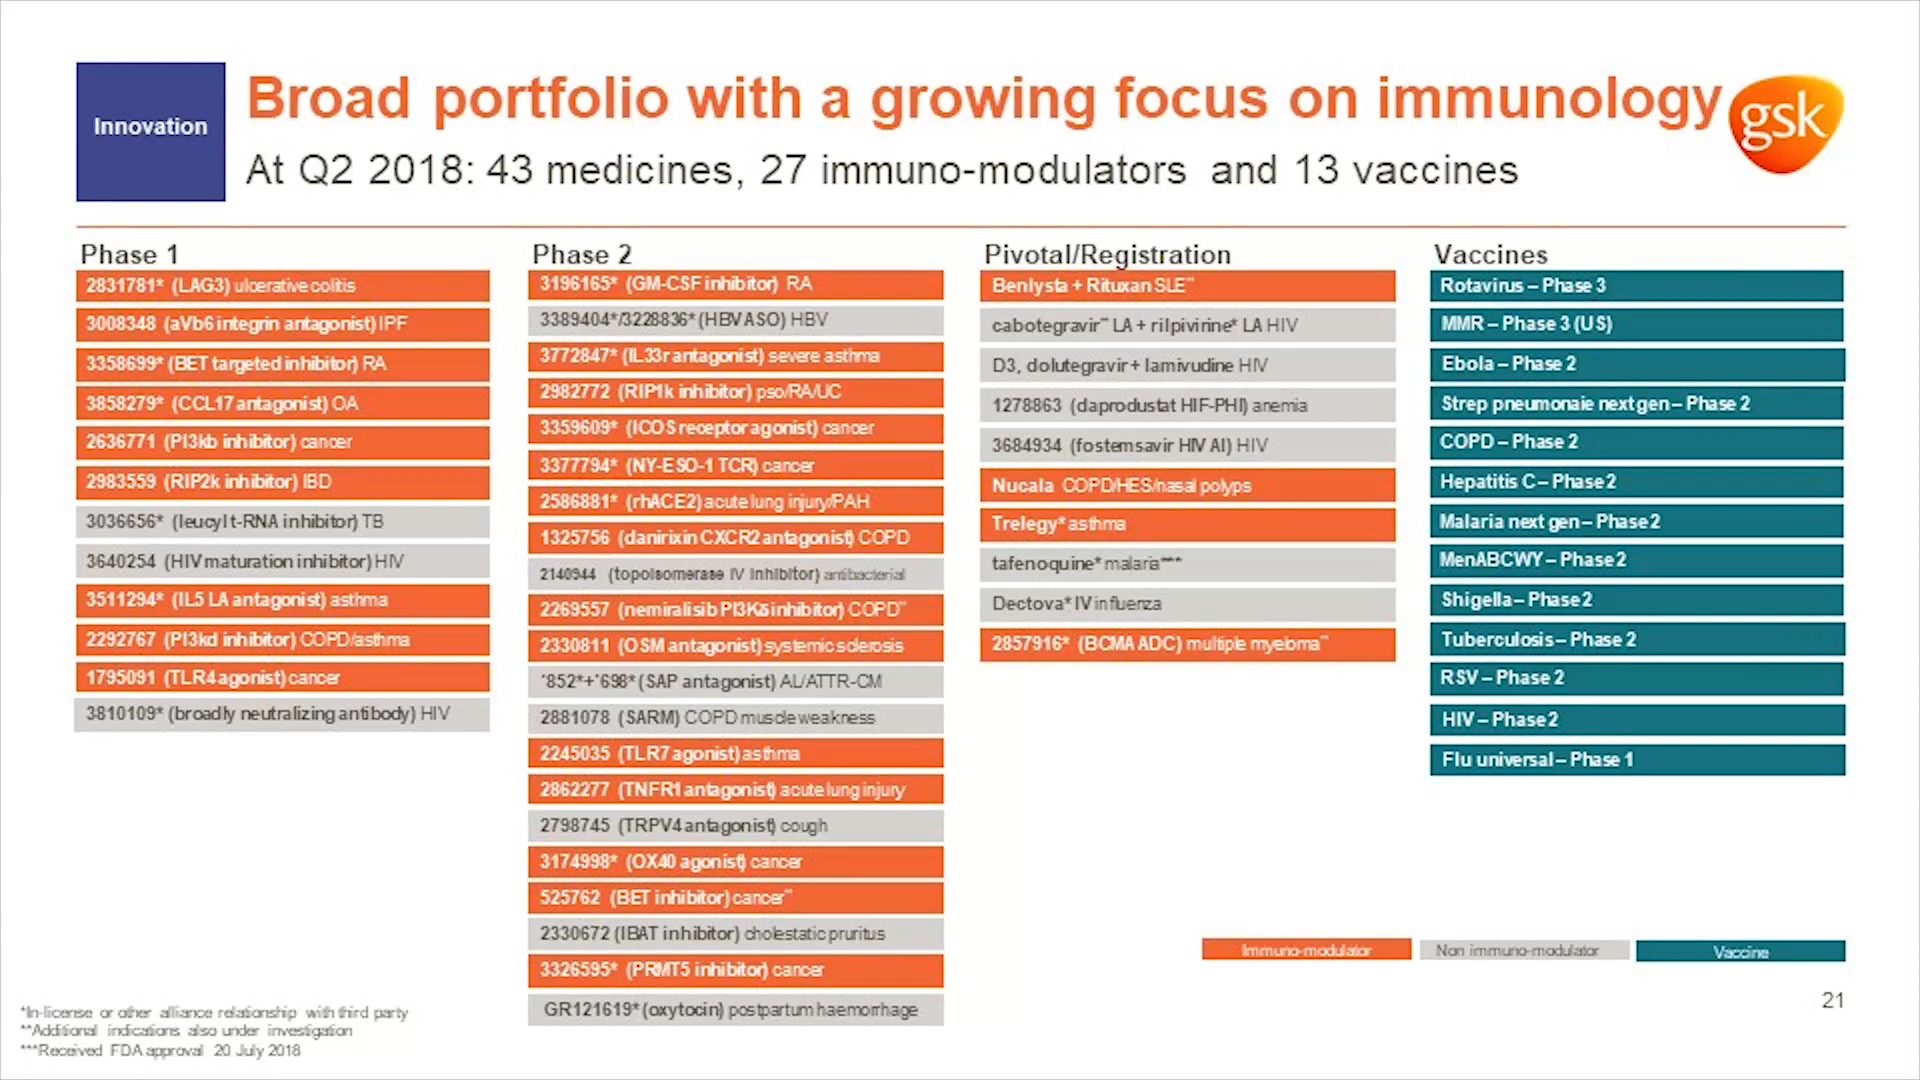 Innovation
Broad portfolio with a growing focus on immunology
gsk
At Q2 2018: 43 medicines, 27 immuno-modulators and 13 vaccines
Phase 1
2831781* (LAG3) ulcerative colitis
3008348 (aVb6 integrin antagonist) IPF
3358699* (BET targeted inhibitor) RA
3858279* (CCL17 antagonist) OA
2636771 (PI3kb inhibitor) cancer
2983559 (RIP2k inhibitor) IBD
3036656* (leucyl t-RNA inhibitor) TB
3640254 (HIV maturation inhibitor) HIV
3511294* (IL5 LA antagonist) asthma
2292767 (PI3kd inhibitor) COPD/asthma
1795091 (TLR4 agonist) cancer
3810109* (broadly neutralizing antibody) HIV
Phase 2
3196165* (GM-CSF inhibitor) RA
3389404*/3228836* (HBV ASO) HBV
3772847* (IL33r antagonist) severe asthma
2982772 (RIP1k inhibitor) pso/RA/UC
3359609* (ICOS receptor agonist) cancer
3377794* (NY-ESO-1 TCR) cancer
2586881* (rhACE2) acute lung injury/PAH
1325756 (danirixin CXCR2 antagonist) COPD
2140944 (topoisomerase IV inhibitor) antibacterial
2269557 (nemiralisib PI3Kδ inhibitor) COPD**
2330811 (OSM antagonist) systemic sclerosis
'852*+'698* (SAP antagonist) AL/ATTR-CM
2881078 (SARM) COPD muscle weakness
2245035 (TLR7 agonist) asthma
2862277 (TNFR1 antagonist) acute lung injury
2798745 (TRPV4 antagonist) cough
3174998* (OX40 agonist) cancer
525762 (BET inhibitor) cancer**
2330672 (IBAT inhibitor) cholestatic pruritus
3326595* (PRMT5 inhibitor) cancer
GR121619* (oxytocin) postpartum haemorrhage
Pivotal/Registration
Benlysta + Rituxan SLE**
cabotegravir** LA + rilpivirine* LA HIV
D3, dolutegravir + lamivudine HIV
1278863 (daprodustat HIF-PHI) anemia
3684934 (fostemsavir HIV AI) HIV
Nucala COPD/HES/nasal polyps
Trelegy* asthma
tafenoquine* malaria***
Dectova* IV influenza
2857916* (BCMA ADC) multiple myeloma**
Vaccines
Rotavirus – Phase 3
MMR – Phase 3 (US)
Ebola – Phase 2
Strep pneumonaie next gen – Phase 2
COPD – Phase 2
Hepatitis C – Phase 2
Malaria next gen – Phase 2
MenABCWY – Phase 2
Shigella – Phase 2
Tuberculosis – Phase 2
RSV – Phase 2
HIV – Phase 2
Flu universal – Phase 1
Immuno-modulator
Non immuno-modulator
Vaccine
*In-license or other alliance relationship with third party
**Additional indications also under investigation
***Received FDA approval 20 July 2018
21